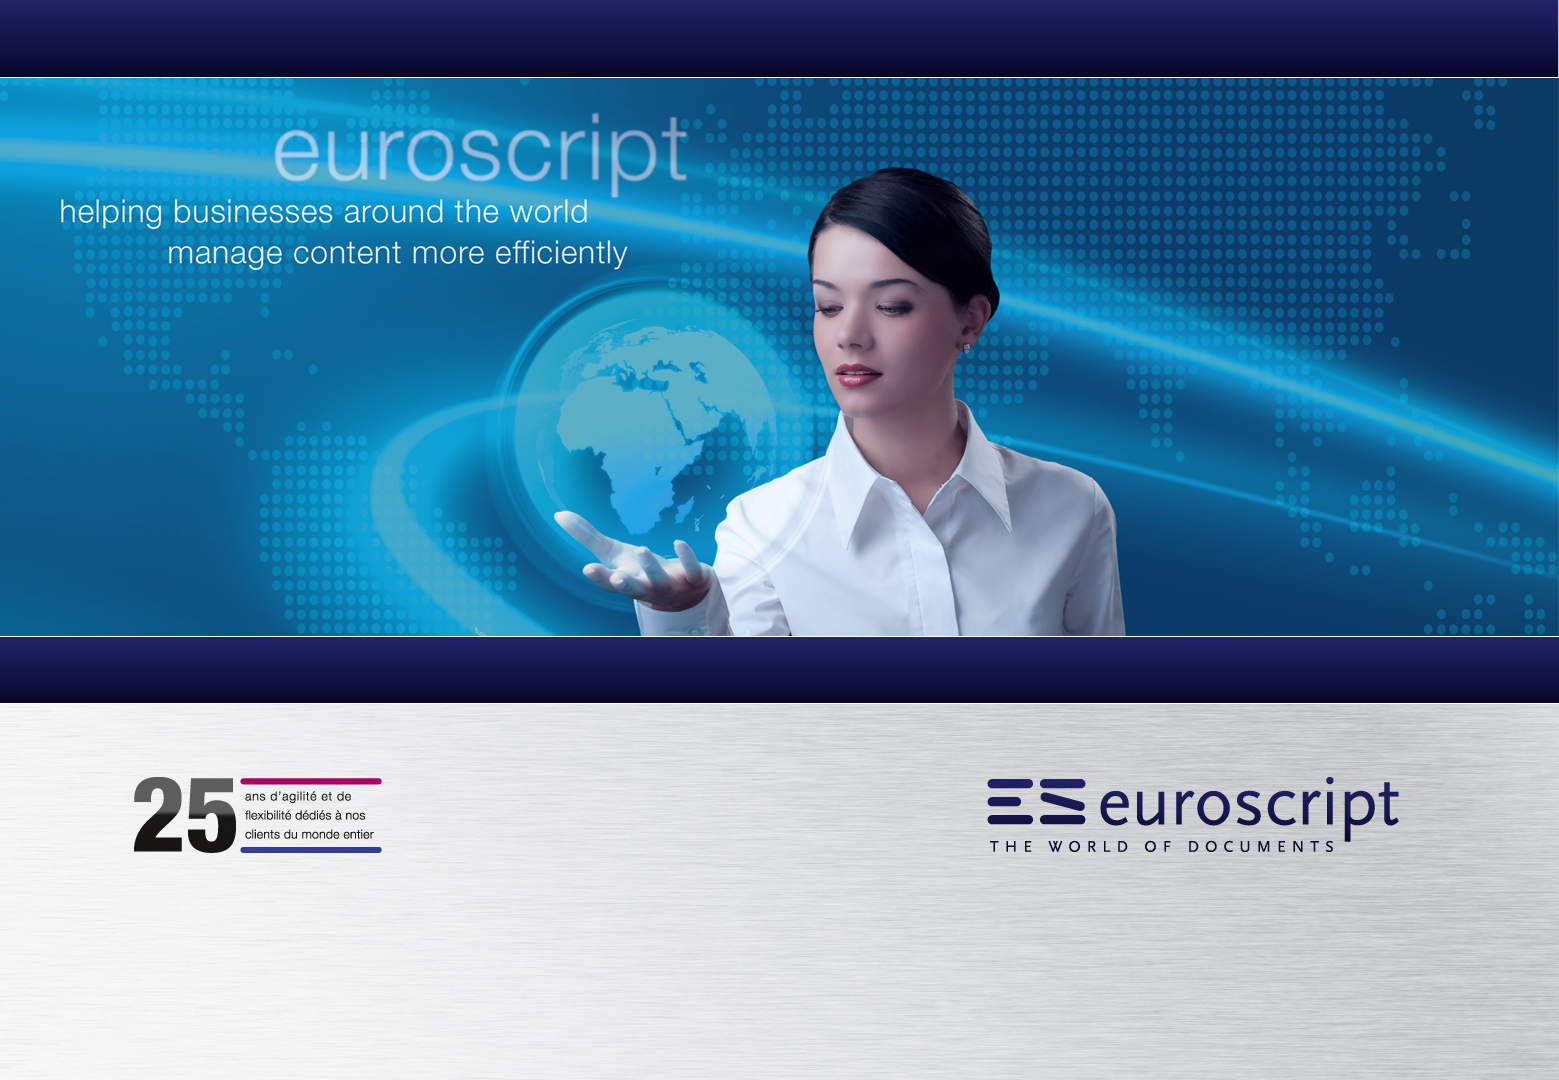 euroscript
helping businesses around the world
manage content more efficiently
25
ans d'agilité et de
flexibilité dédiés à nos
clients du monde entier
ES euroscript
THE WORLD OF DOCUMENTS